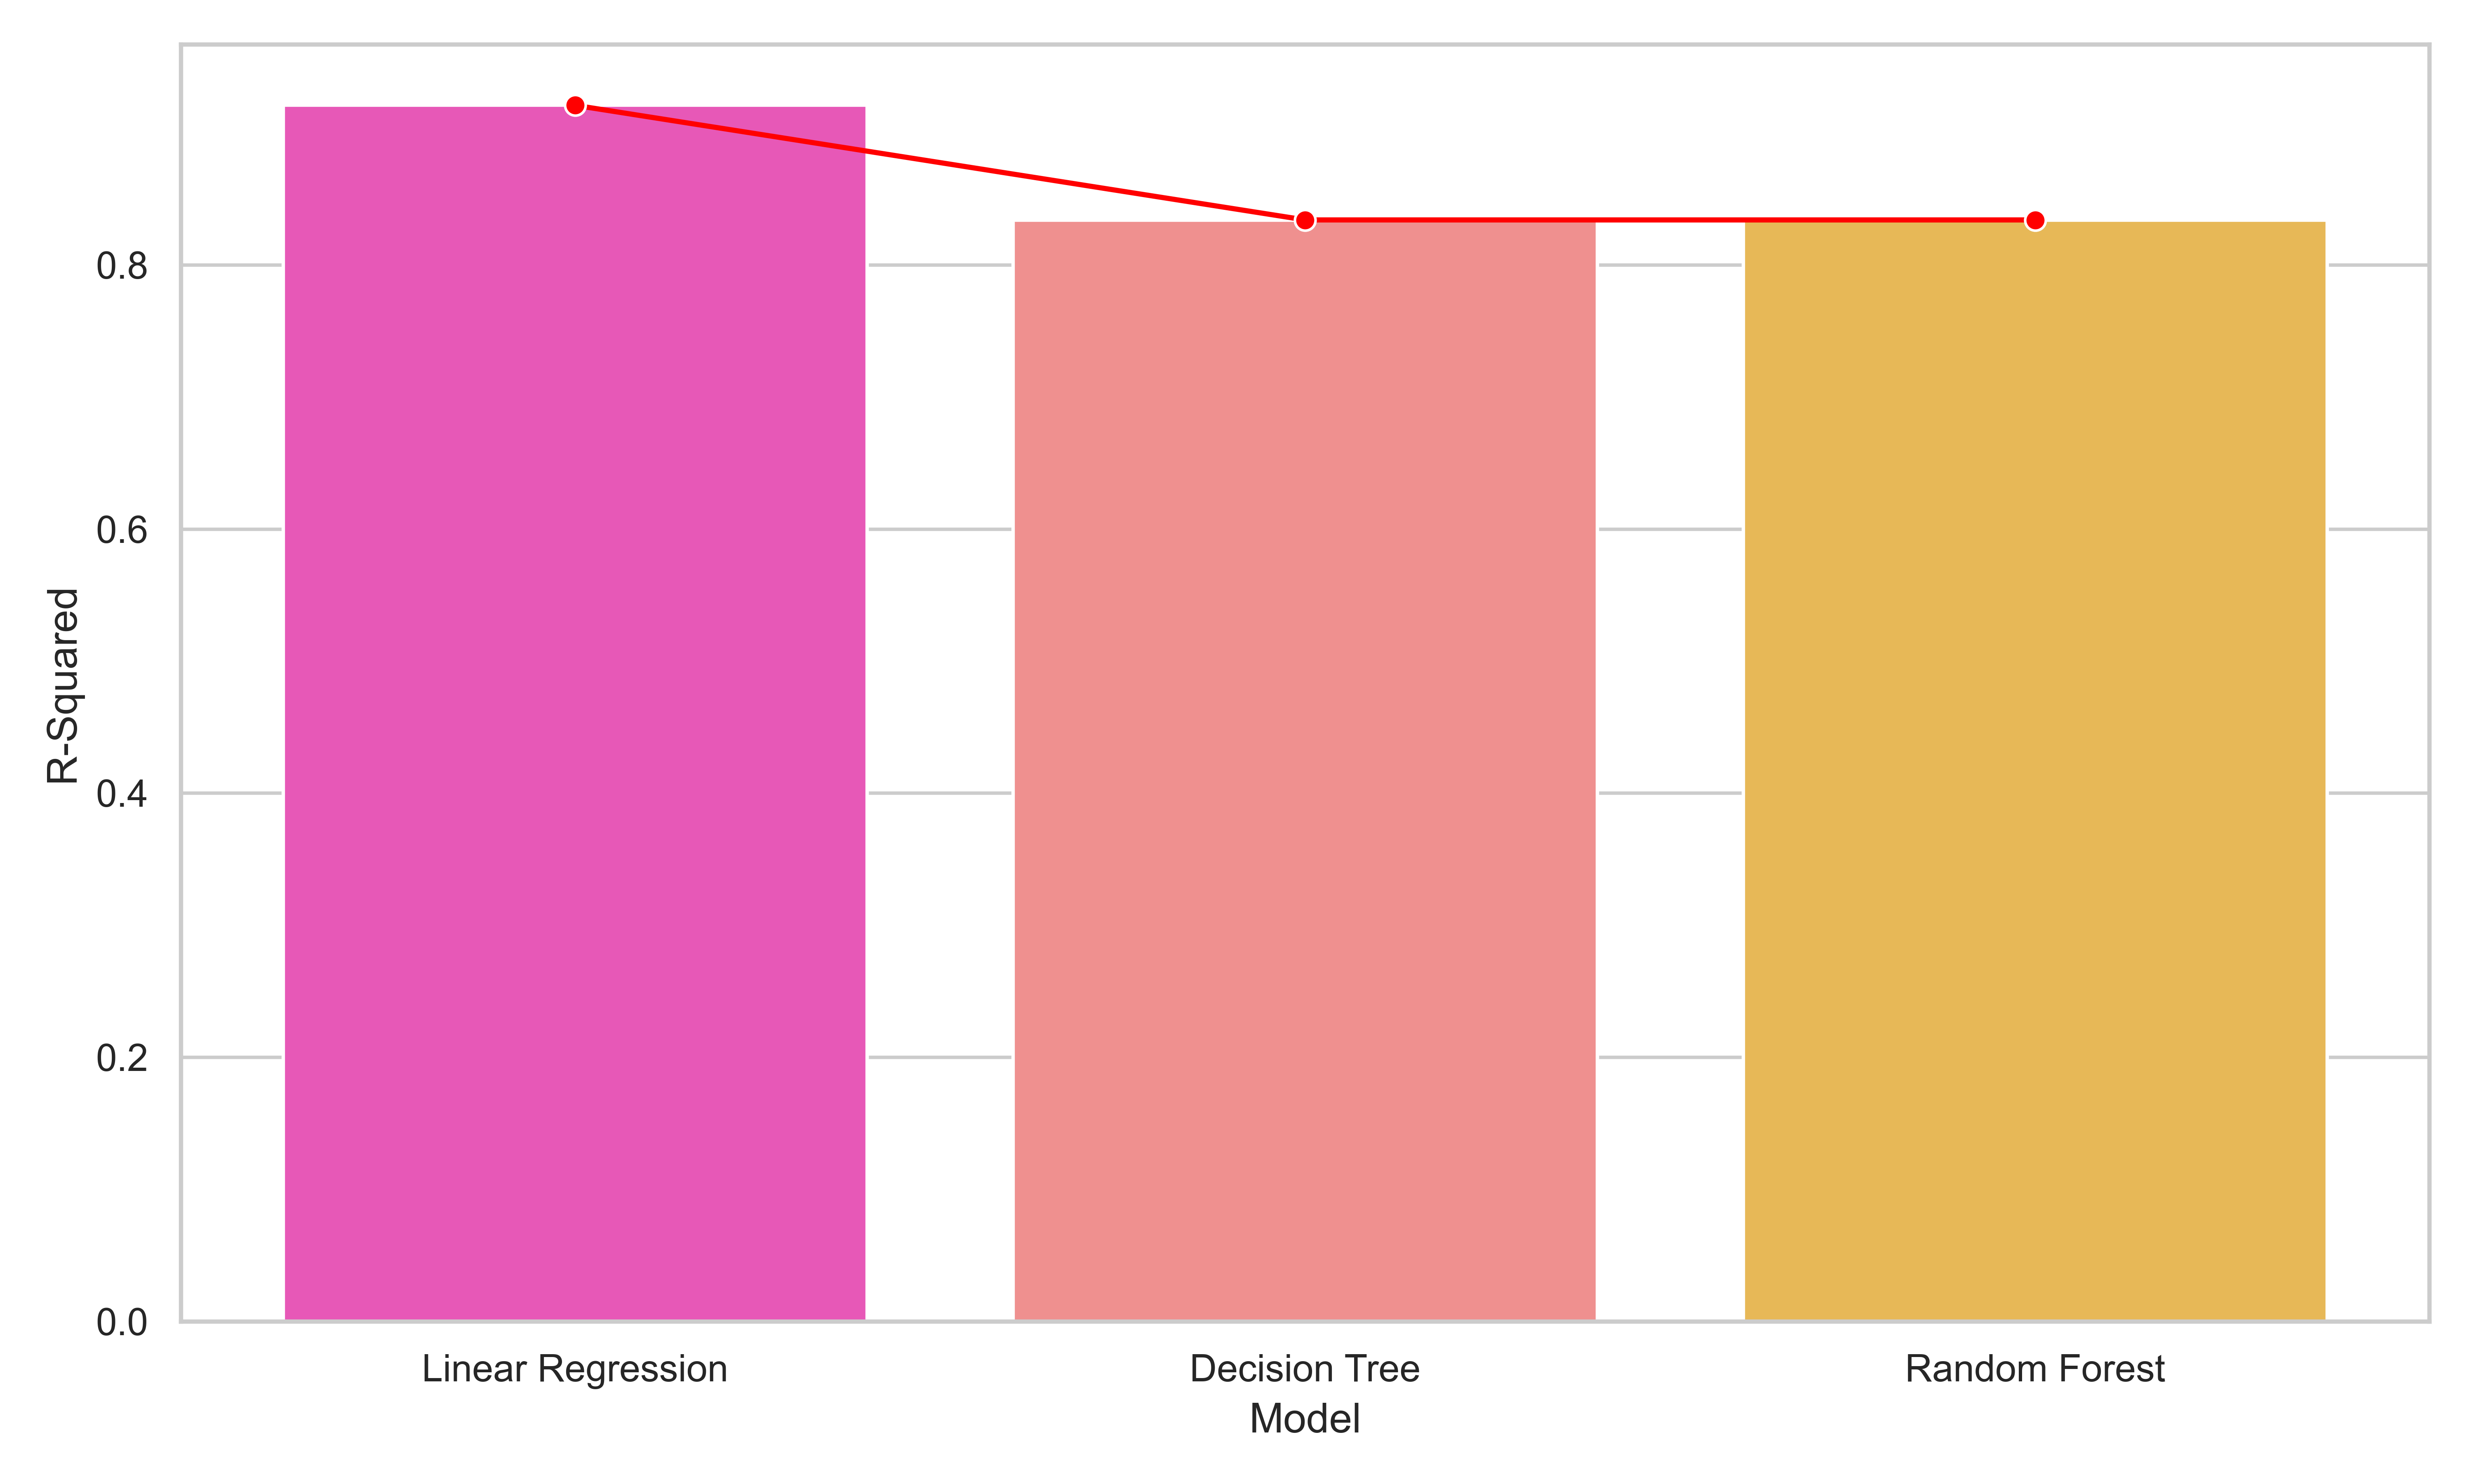 R-Squared
0.8
0.6
0.4
0.2
0.0
Linear Regression
Decision Tree
Random Forest
Model